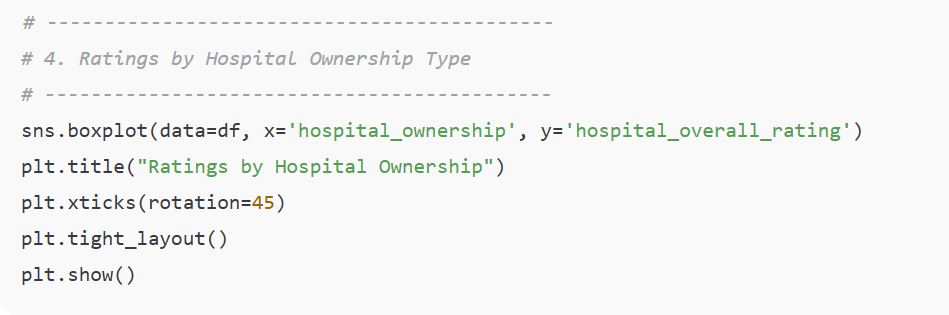 # --------------------------------------------
# 4. Ratings by Hospital Ownership Type
# --------------------------------------------
sns.boxplot(data=df, x='hospital_ownership', y='hospital_overall_rating')
plt.title("Ratings by Hospital Ownership")
plt.xticks(rotation=45)
plt.tight_layout()
plt.show()